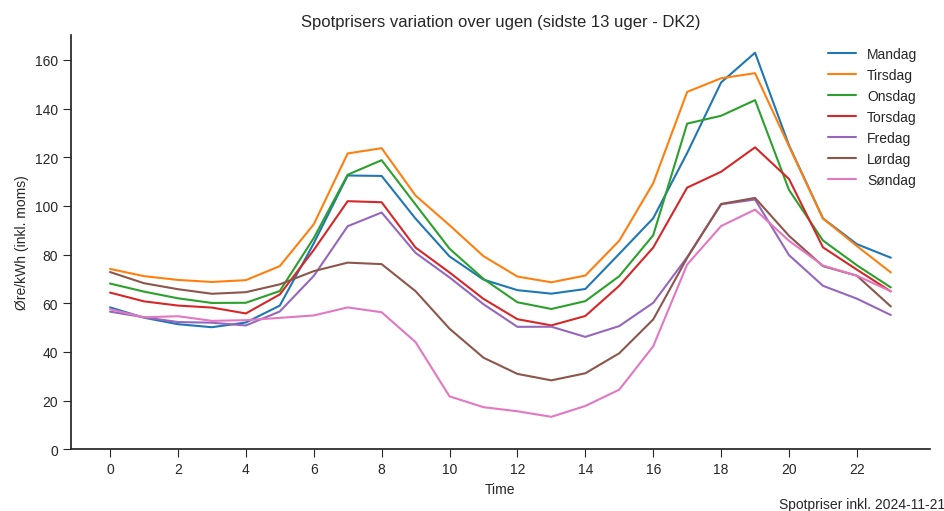 Spotprisers variation over ugen (sidste 13 uger - DK2)
Mandag
Tirsdag
Onsdag
Torsdag
Fredag
Lørdag
Søndag
Øre/kWh (inkl. moms)
160
140
120
100
80
60
40
20
0
0 2 4 6 8 10 12 14 16 18 20 22
Time
Spotpriser inkl. 2024-11-21